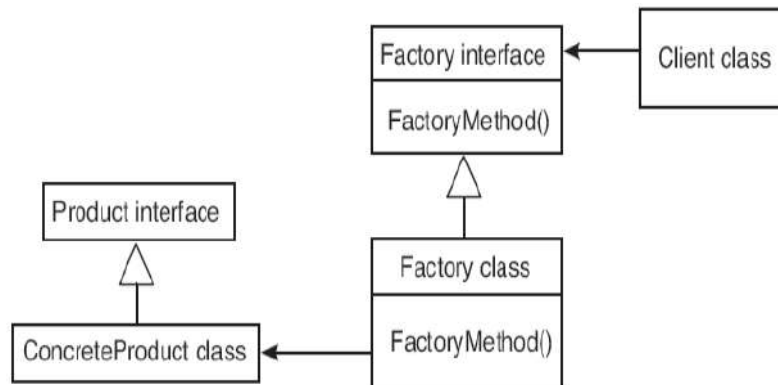 Factory interface
Client class
FactoryMethod()
Product interface
Factory class
ConcreteProduct class
FactoryMethod()